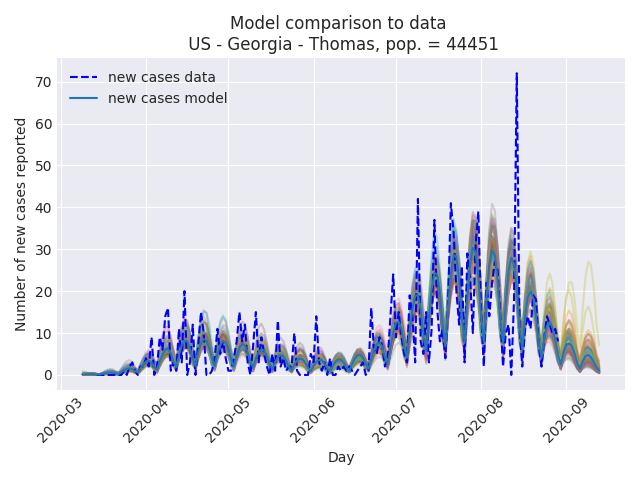 Model comparison to data
US - Georgia - Thomas, pop. = 44451
new cases data
new cases model
Number of new cases reported
70
60
50
40
30
20
10
0
2020-03
2020-04
2020-05
2020-06
2020-07
2020-08
2020-09
Day